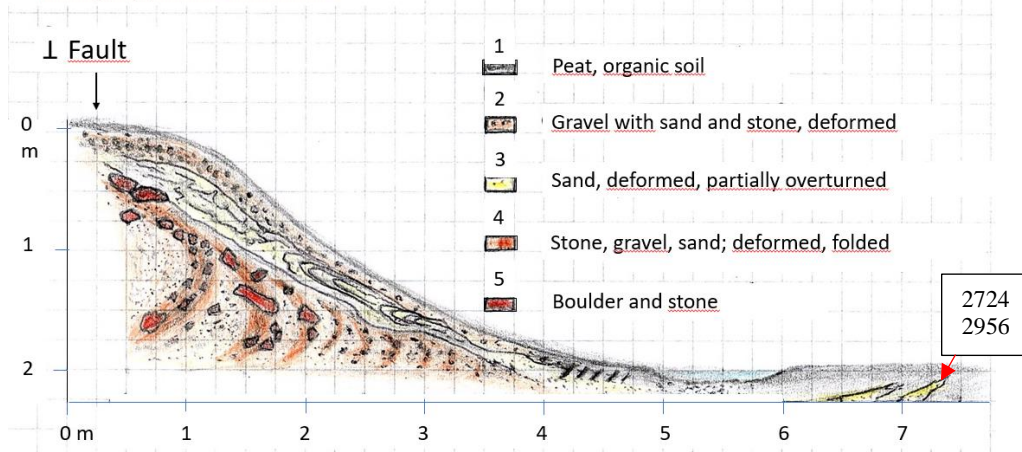 ⊥ Fault
1
Peat, organic soil
2
Gravel with sand and stone, deformed
3
Sand, deformed, partially overturned
4
Stone, gravel, sand; deformed, folded
5
Boulder and stone
0
m
1
2
2724
2956
0 m 1 2 3 4 5 6 7